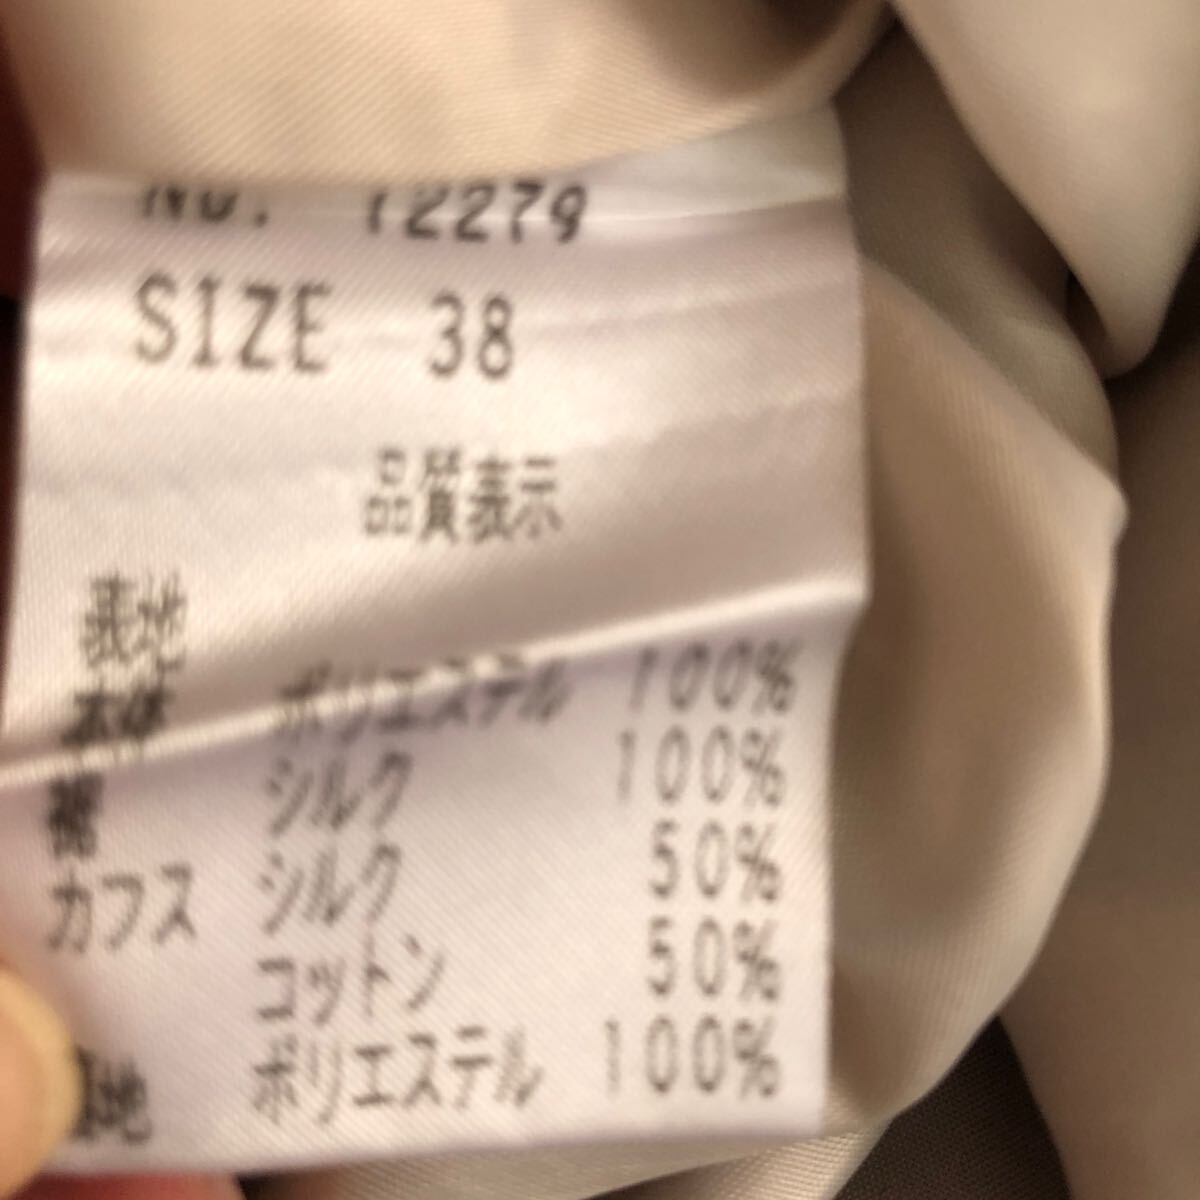 NO. 12279
SIZE 38
品質表示
表地
本体 ポリエステル 100%
裾 シルク 100%
カフス シルク 50%
コットン 50%
地 ポリエステル 100%